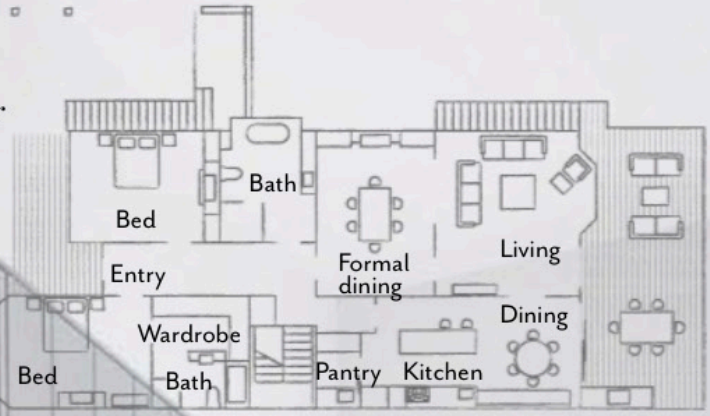 Bath
Bed
Living
Formal
dining
Entry
Dining
Wardrobe
Bed
Bath
Pantry
Kitchen